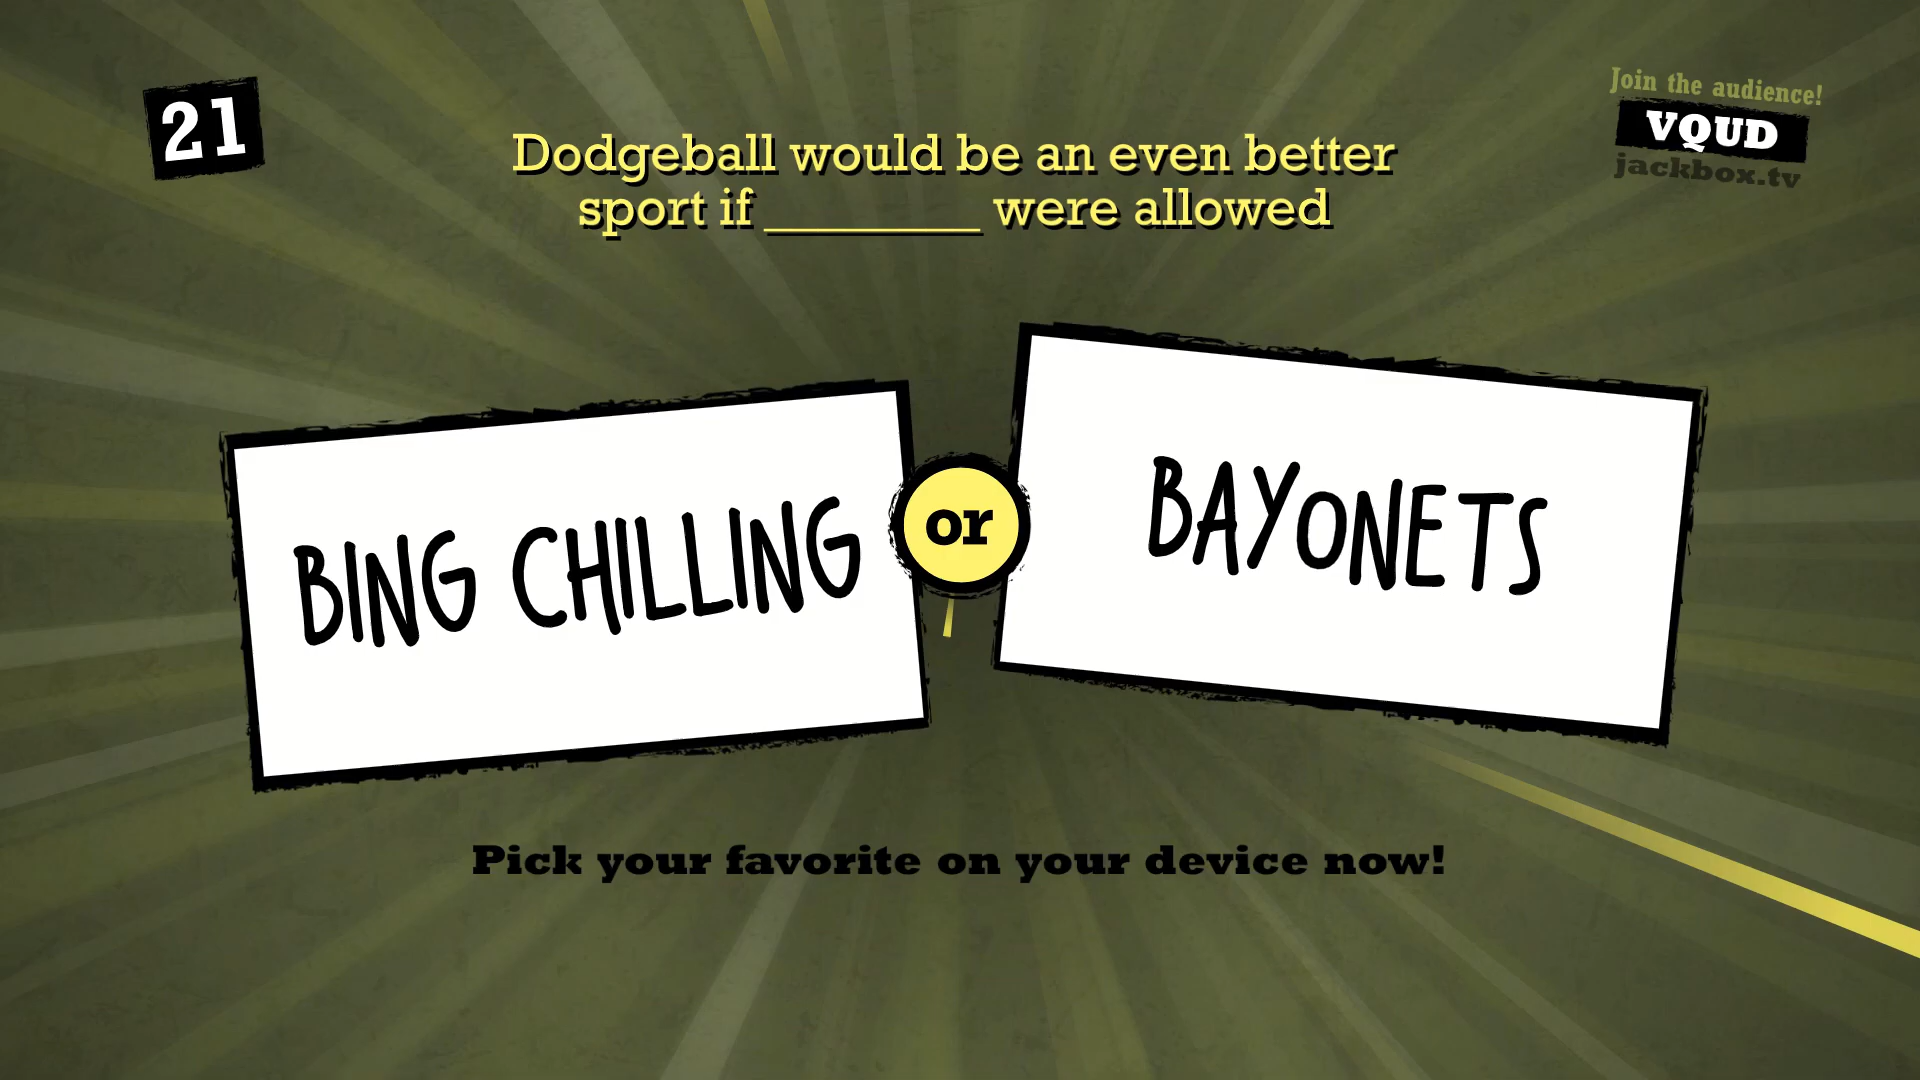 21
Join the audience!
VQUD
jackbox.tv
Dodgeball would be an even better
sport if ________ were allowed
BING CHILLING
or
BAYONETS
Pick your favorite on your device now!